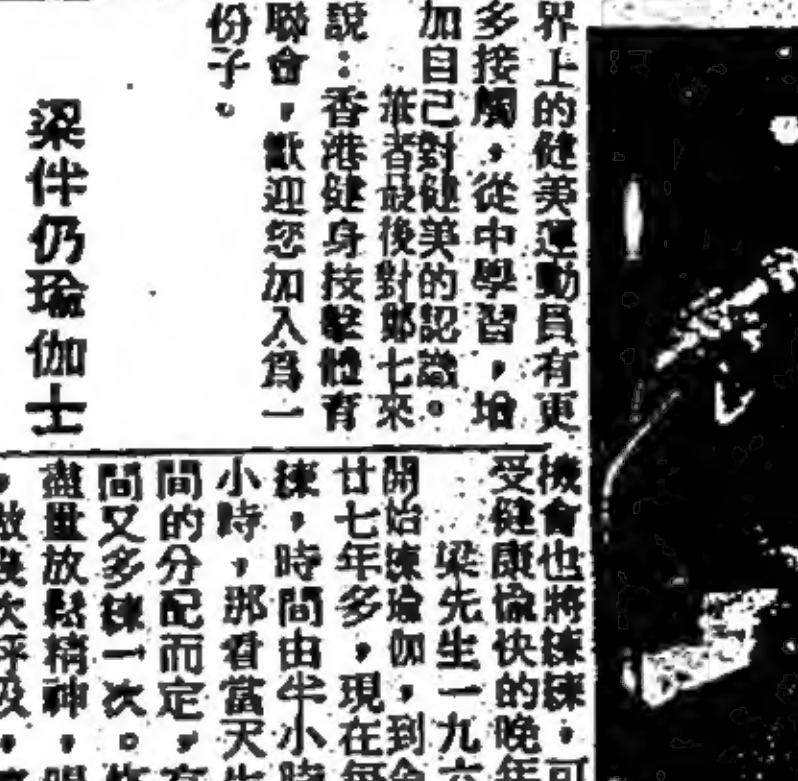 界上的健美運動員有更
多接觸,從中學習,增
加自己對健美的認識。
筆者最後對鄭七來
說:香港健身技擊體育
聯會,歡迎您加入爲一
份子。
梁伴仍瑜伽士
機會也將練練,可
受健康愉快的晚年
梁先生一九六
開始練瑜伽,到今
廿七年多,現在每
練,時間由半小時
小時,那看當天
間的分配而定,有
間又多練一次。
盡量放鬆精神,
,做幾次呼吸,